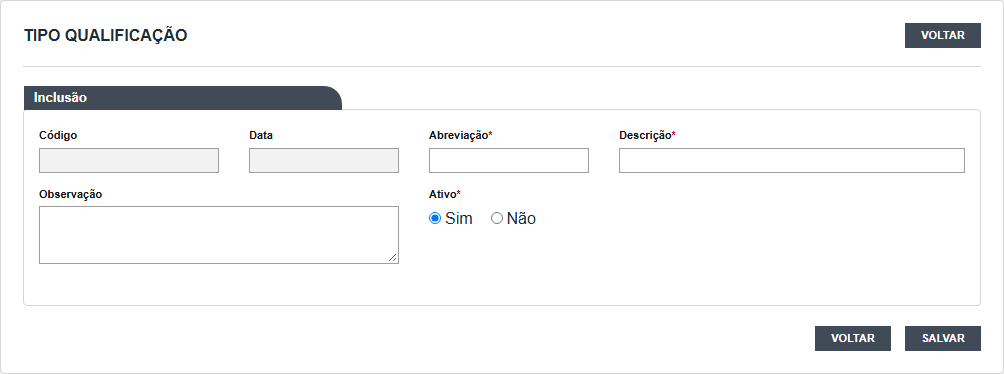 TIPO QUALIFICAÇÃO VOLTAR
Inclusão
Código Data Abreviação* Descrição*
Observação Ativo*
Sim Não
VOLTAR SALVAR